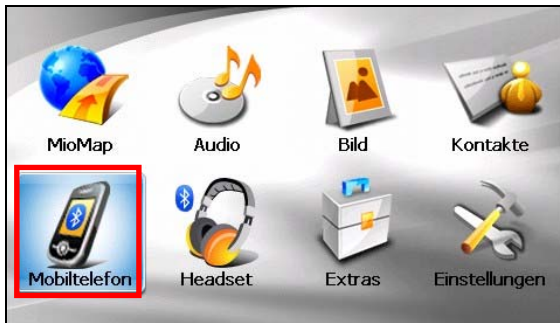 MioMap Audio Bild Kontakte
Mobiltelefon Headset Extras Einstellungen